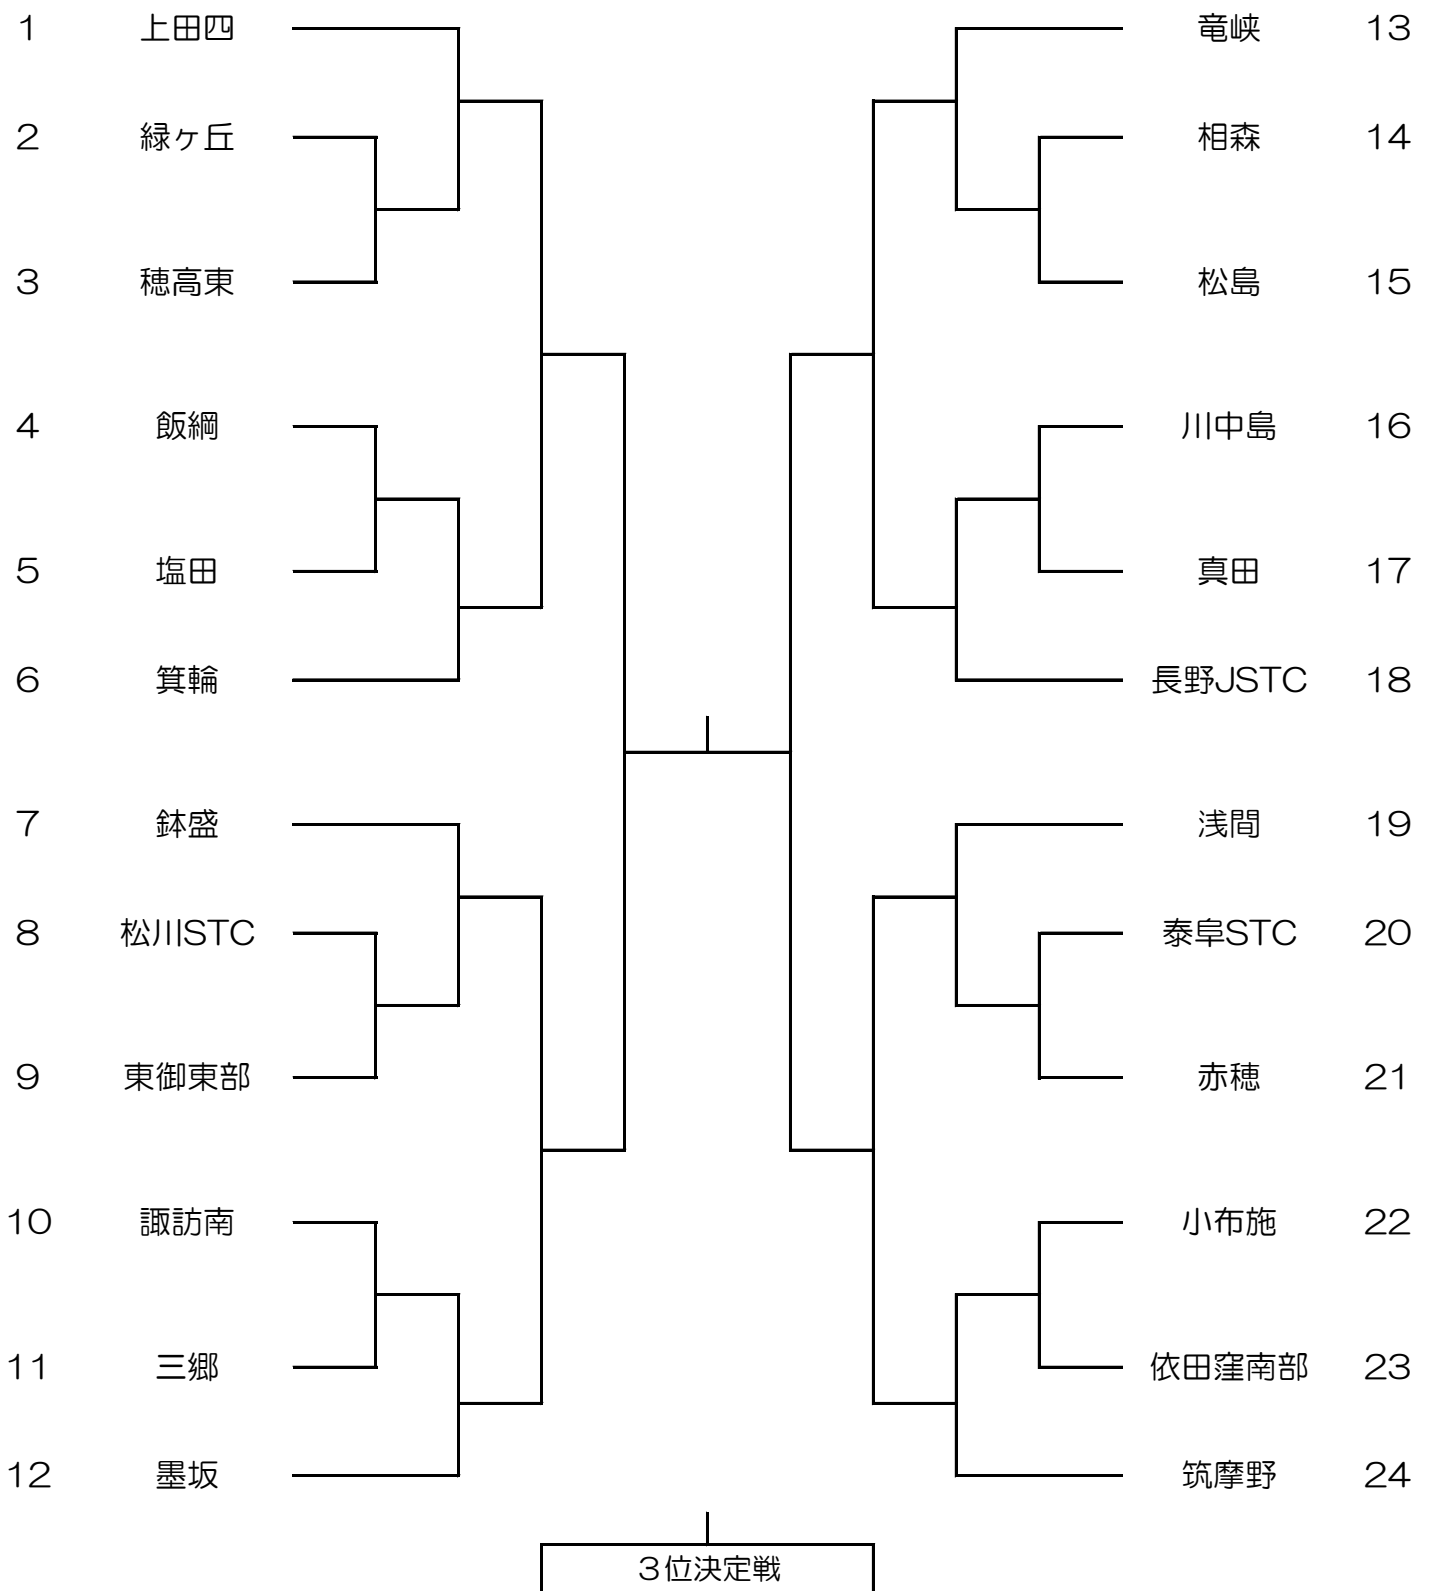 1 上田四
2 緑ヶ丘
3 穂高東
4 飯綱
5 塩田
6 箕輪
7 鉢盛
8 松川STC
9 東御東部
10 諏訪南
11 三郷
12 墨坂
竜峡 13
相森 14
松島 15
川中島 16
真田 17
長野JSTC 18
浅間 19
泰阜STC 20
赤穂 21
小布施 22
依田窪南部 23
筑摩野 24
3位決定戦